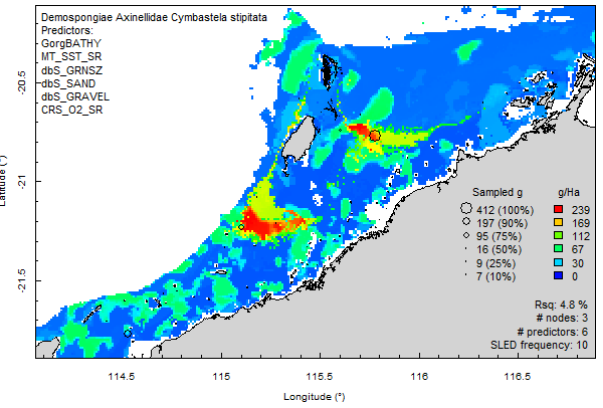 Demospongiae Axinellidae Cymbastela stipitata
Predictors:
GorgBATHY
MT_SST_SR
dbS_GRNSZ
dbS_SAND
dbS_GRAVEL
CRS_O2_SR
20.5
21
21.5
Latitude (°)
Sampled g
412 (100%)
197 (90%)
95 (75%)
16 (50%)
9 (25%)
7 (10%)
g/Ha
239
169
112
67
30
0
Rsq: 4.8 %
# nodes: 3
# predictors: 6
SLED frequency: 10
114.5 115 115.5 116 116.5
Longitude (°)